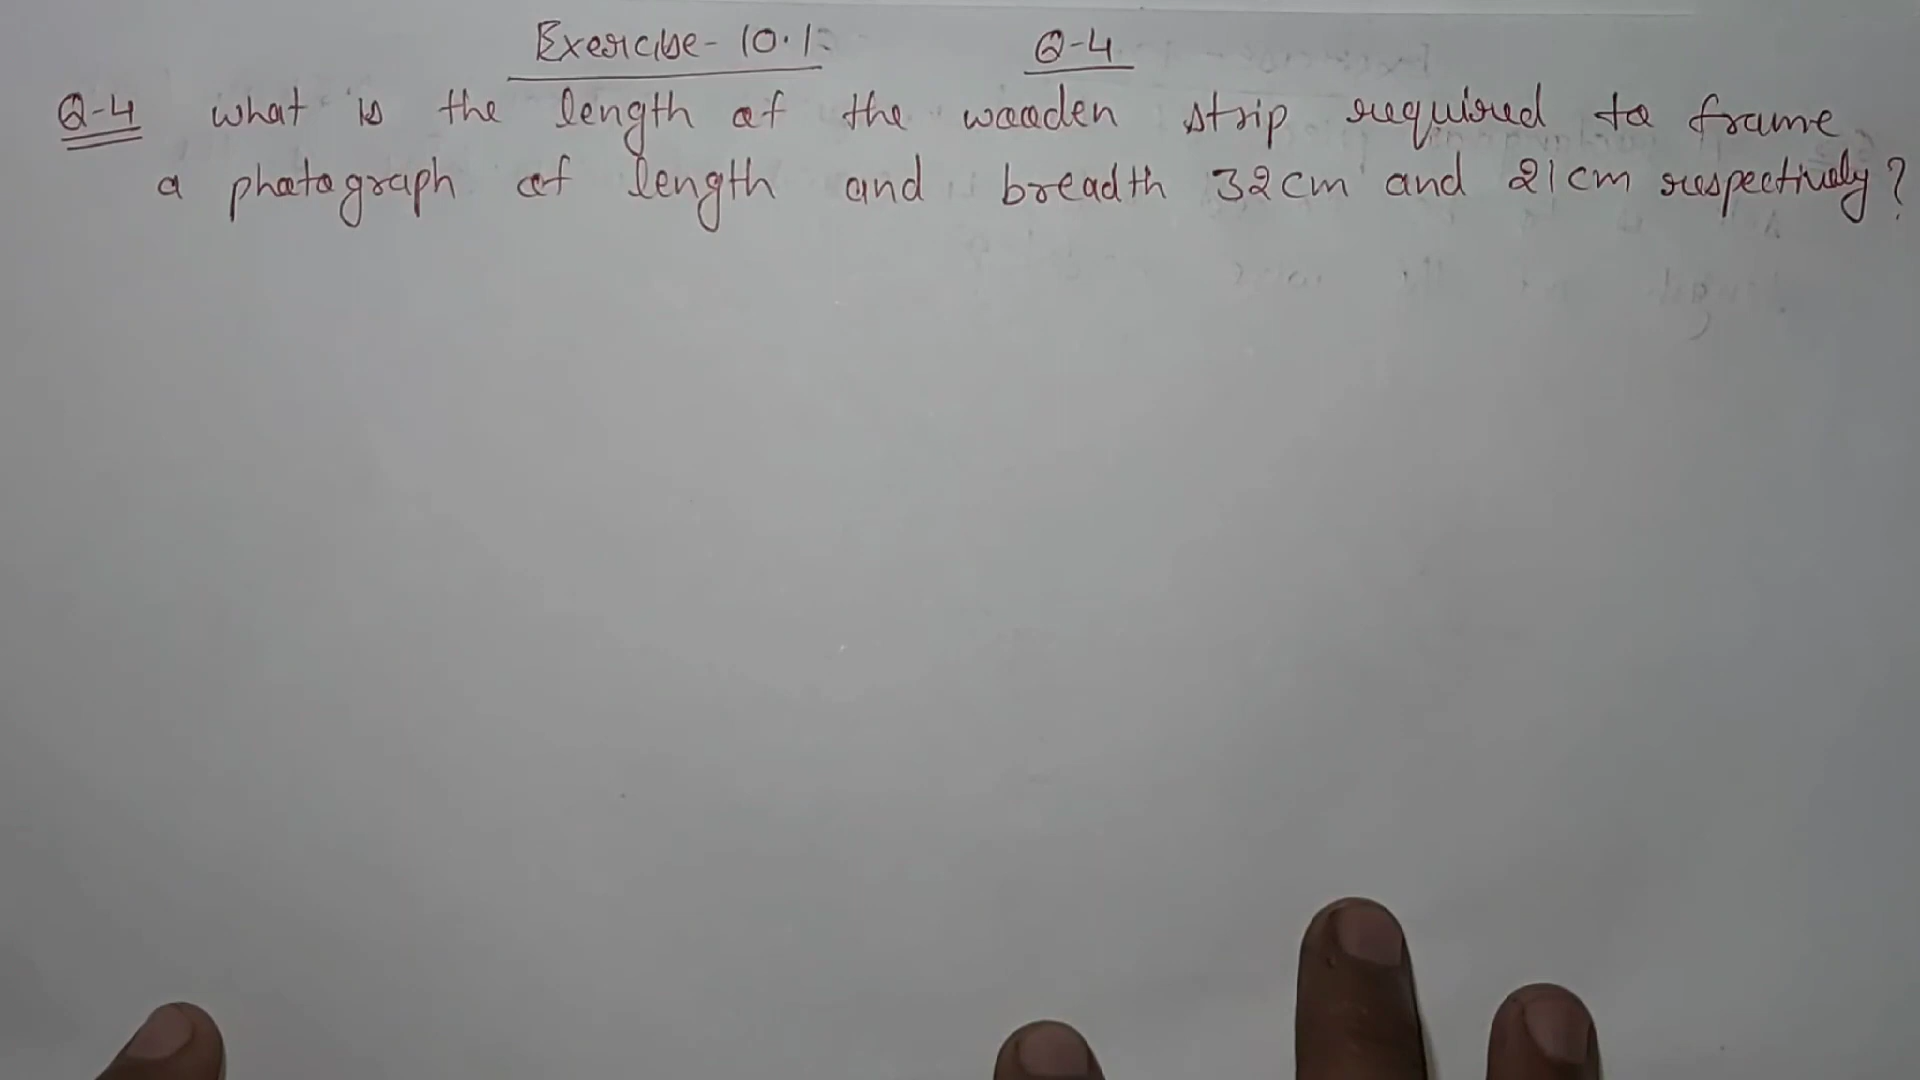 Exercise- 10.1: Q-4
Q-4 what is the length of the wooden strip required to frame
a photograph of length and breadth 32cm and 21cm respectively?